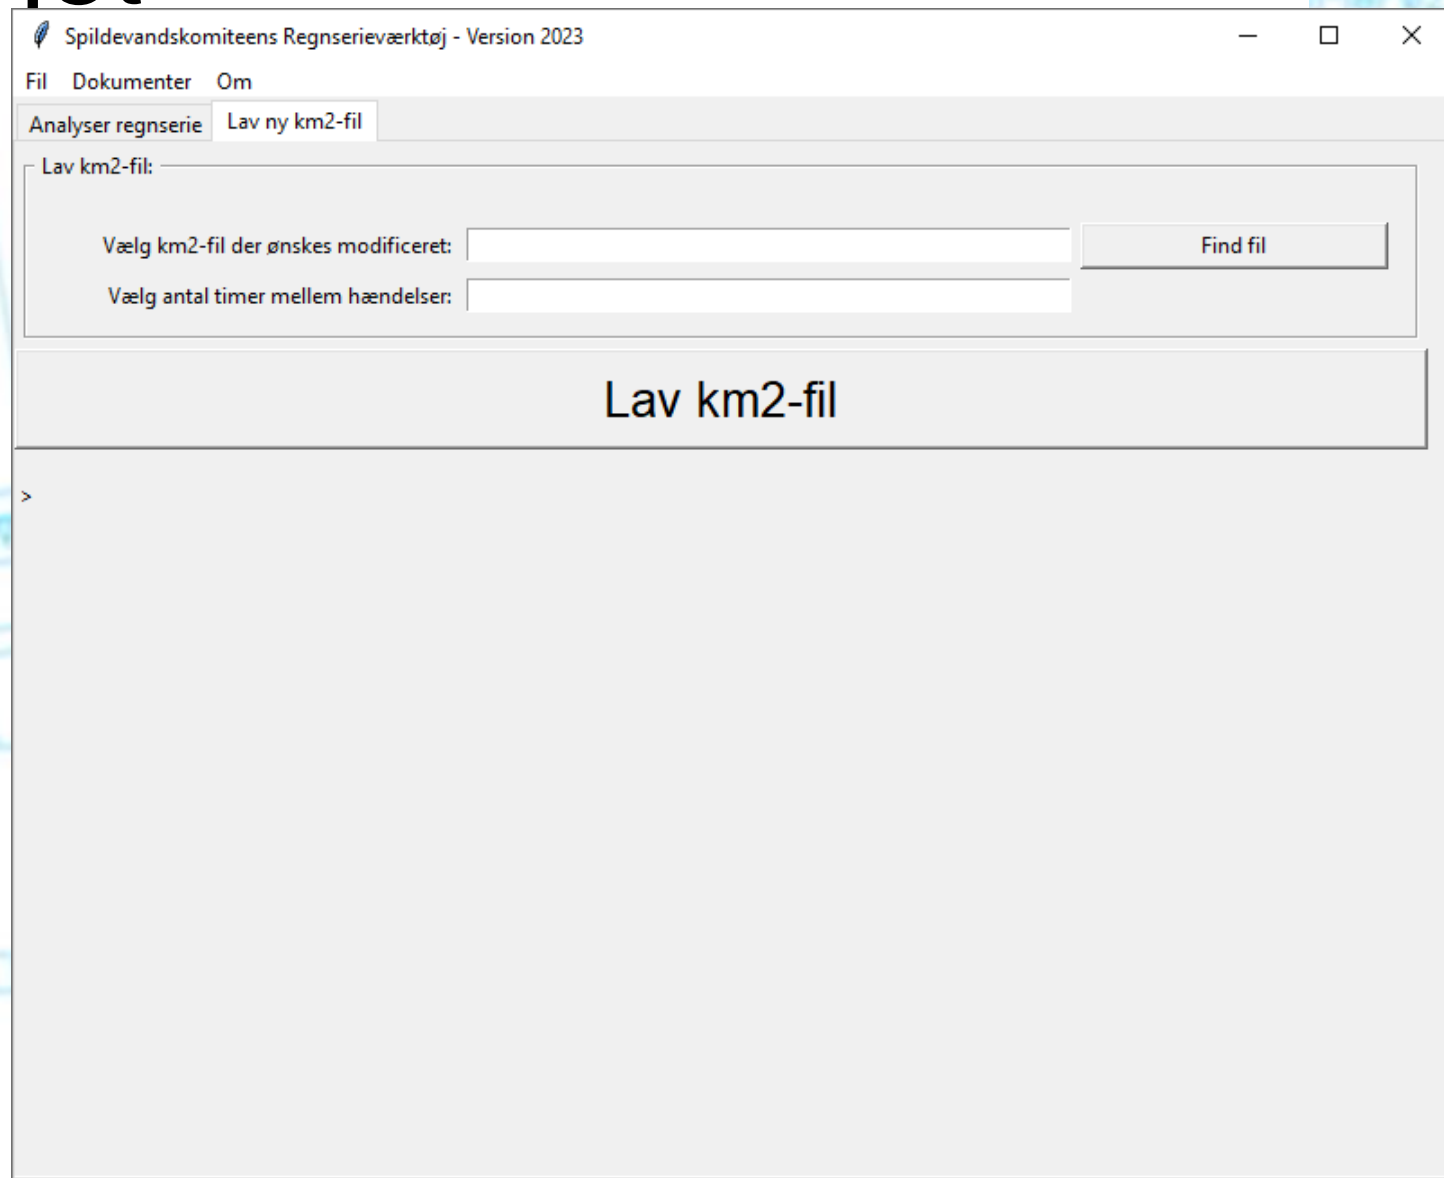 Spildevandskomiteens Regnserieværktøj - Version 2023
Fil Dokumenter Om
Analyser regnserie Lav ny km2-fil
Lav km2-fil:
Vælg km2-fil der ønskes modificeret: Find fil
Vælg antal timer mellem hændelser:
Lav km2-fil
>